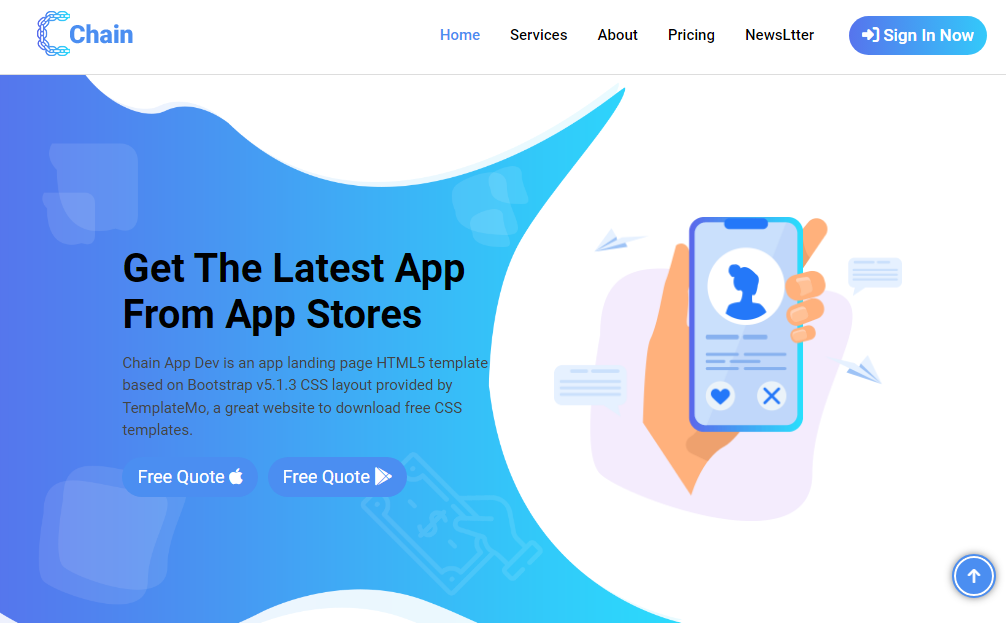 Chain
Home
Services
About
Pricing
NewsLtter
Sign In Now
Get The Latest App
From App Stores
Chain App Dev is an app landing page HTML5 template
based on Bootstrap v5.1.3 CSS layout provided by
TemplateMo, a great website to download free CSS
templates.
Free Quote
Free Quote